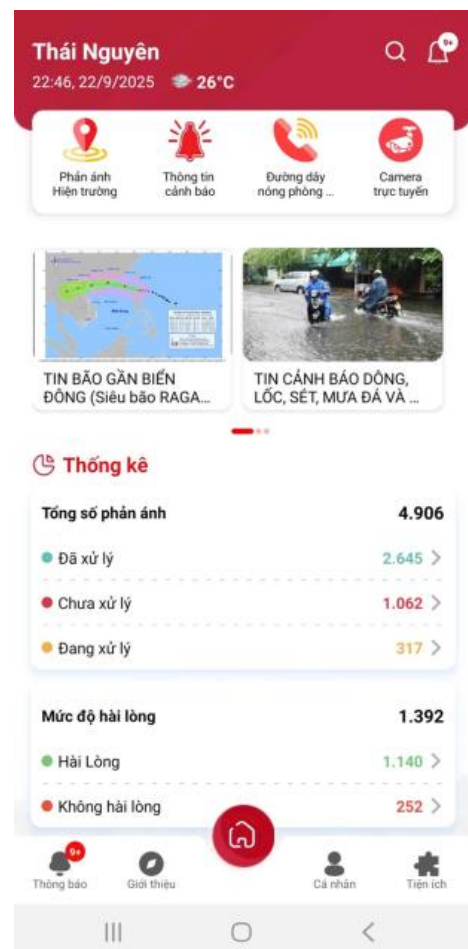 Thái Nguyên
22:46, 22/9/2025 26°C
9+
Phản ánh
Hiện trường
Thông tin
cảnh báo
Đường dây
nóng phòng ...
Camera
trực tuyến
TIN BÃO GẦN BIỂN
ĐÔNG (Siêu bão RAGA...
TIN CẢNH BÁO DÔNG,
LỐC, SÉT, MƯA ĐÁ VÀ ...
Thống kê
Tổng số phản ánh 4.906
Đã xử lý 2.645
Chưa xử lý 1.062
Đang xử lý 317
Mức độ hài lòng 1.392
Hài Lòng 1.140
Không hài lòng 252
9+
Thông báo
Giới thiệu
Cá nhân
Tiện ích